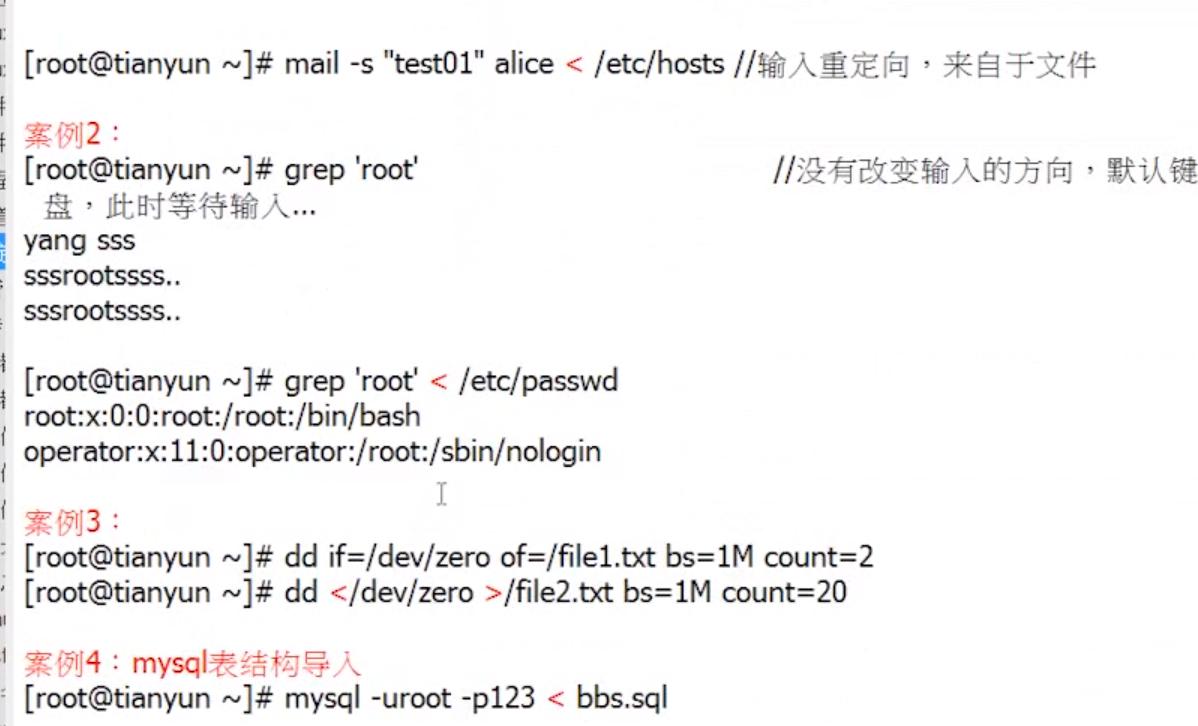 [root@tianyun ~]# mail -s "test01" alice < /etc/hosts //输入重定向，来自于文件
案例2：
[root@tianyun ~]# grep 'root' //没有改变输入的方向，默认键
盘，此时等待输入...
yang sss
sssrootssss..
sssrootssss..
[root@tianyun ~]# grep 'root' < /etc/passwd
root:x:0:0:root:/root:/bin/bash
operator:x:11:0:operator:/root:/sbin/nologin
案例3：
[root@tianyun ~]# dd if=/dev/zero of=/file1.txt bs=1M count=2
[root@tianyun ~]# dd </dev/zero >/file2.txt bs=1M count=20
案例4：mysql表结构导入
[root@tianyun ~]# mysql -uroot -p123 < bbs.sql